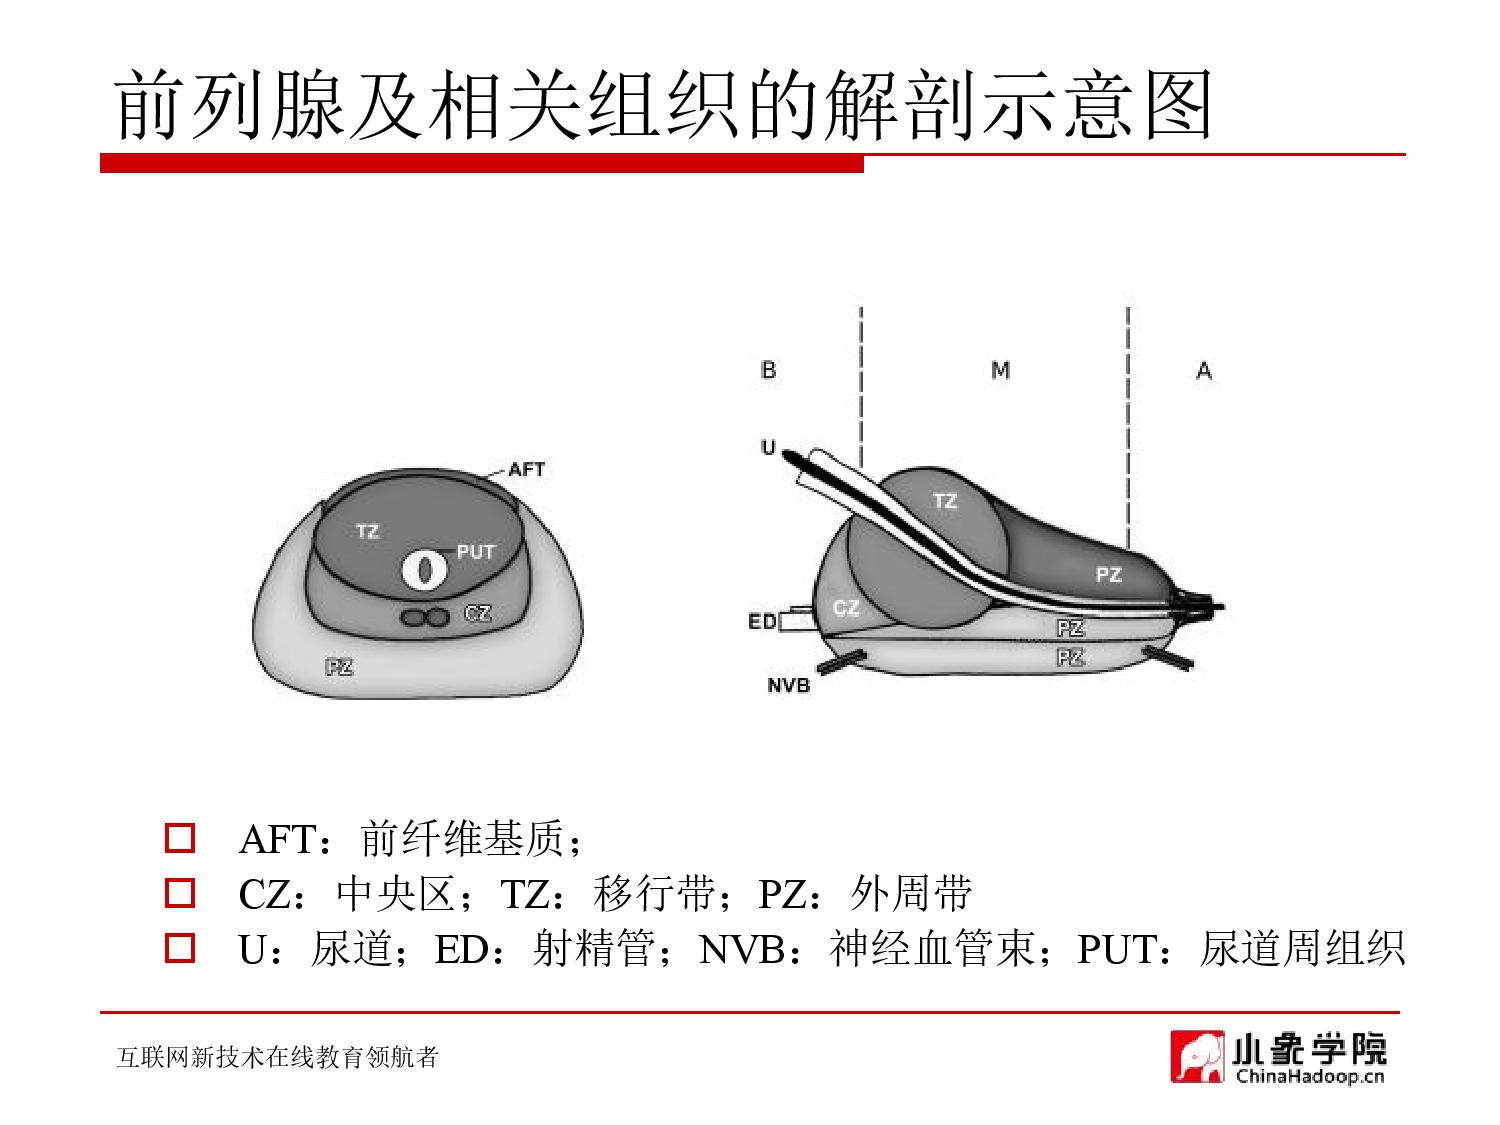 前列腺及相关组织的解剖示意图
AFT
TZ
PUT
CZ
PZ
B
M
A
U
TZ
PZ
CZ
ED
PZ
PZ
NVB
AFT：前纤维基质；
CZ：中央区；TZ：移行带；PZ：外周带
U：尿道；ED：射精管；NVB：神经血管束；PUT：尿道周组织
互联网新技术在线教育领航者
小象学院
ChinaHadoop.cn